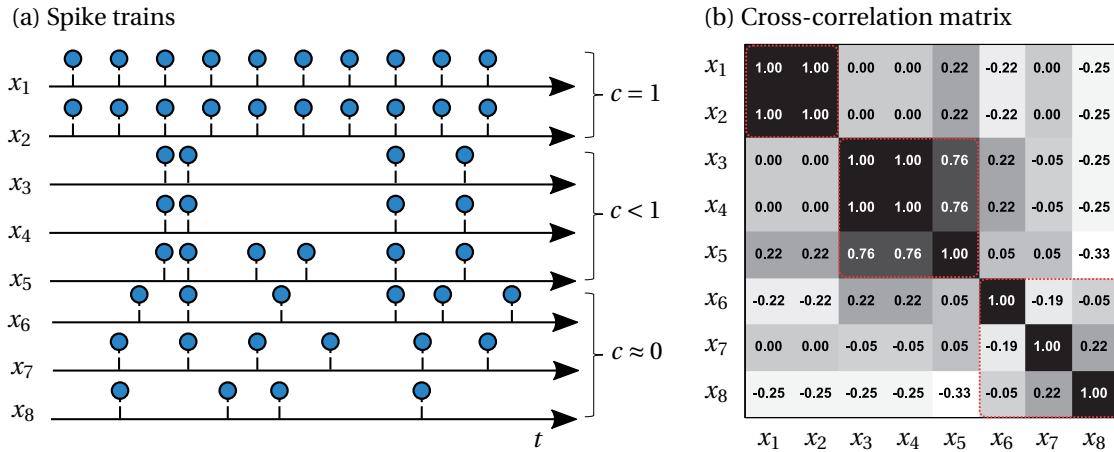 (a) Spike trains
x1
x2
x3
x4
x5
x6
x7
x8
c = 1
c < 1
c ≈ 0
t
(b) Cross-correlation matrix
x1 1.00 1.00 0.00 0.00 0.22 -0.22 0.00 -0.25
x2 1.00 1.00 0.00 0.00 0.22 -0.22 0.00 -0.25
x3 0.00 0.00 1.00 1.00 0.76 0.22 -0.05 -0.25
x4 0.00 0.00 1.00 1.00 0.76 0.22 -0.05 -0.25
x5 0.22 0.22 0.76 0.76 1.00 0.05 0.05 -0.33
x6 -0.22 -0.22 0.22 0.22 0.05 1.00 -0.19 -0.05
x7 0.00 0.00 -0.05 -0.05 0.05 -0.19 1.00 0.22
x8 -0.25 -0.25 -0.25 -0.25 -0.33 -0.05 0.22 1.00
x1 x2 x3 x4 x5 x6 x7 x8